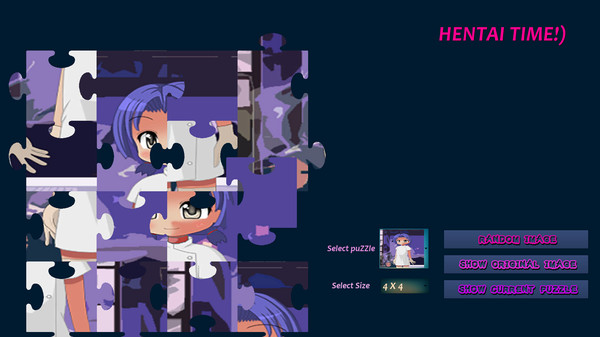 HENTAI TIME!)
Select puZZle
RANDOM IMAGE
SHOW ORIGINAL IMAGE
Select Size
4 X 4
SHOW CURRENT PUZZLE